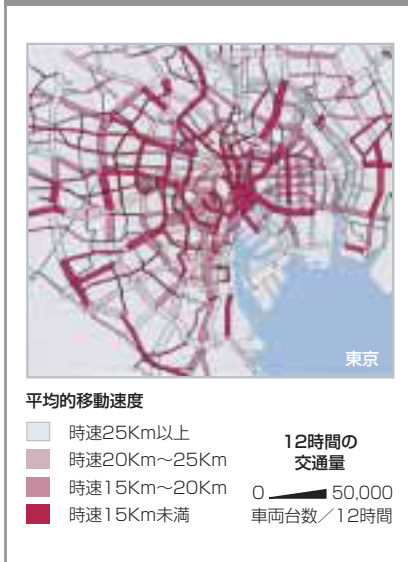 東京
平均的移動速度
時速25Km以上
時速20Km〜25Km
時速15Km〜20Km
時速15Km未満
12時間の
交通量
0 50,000
車両台数／12時間